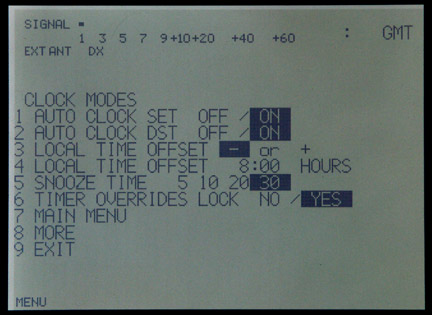 SIGNAL
1 3 5 7 9+10+20 +40 +60 : GMT
EXTANT DX
CLOCK MODES
1 AUTO CLOCK SET OFF / ON
2 AUTO CLOCK DST OFF / ON
3 LOCAL TIME OFFSET - or +
4 LOCAL TIME OFFSET 8:00 HOURS
5 SNOOZE TIME 5 10 20 30
6 TIMER OVERRIDES LOCK NO / YES
7 MAIN MENU
8 MORE
9 EXIT
MENU